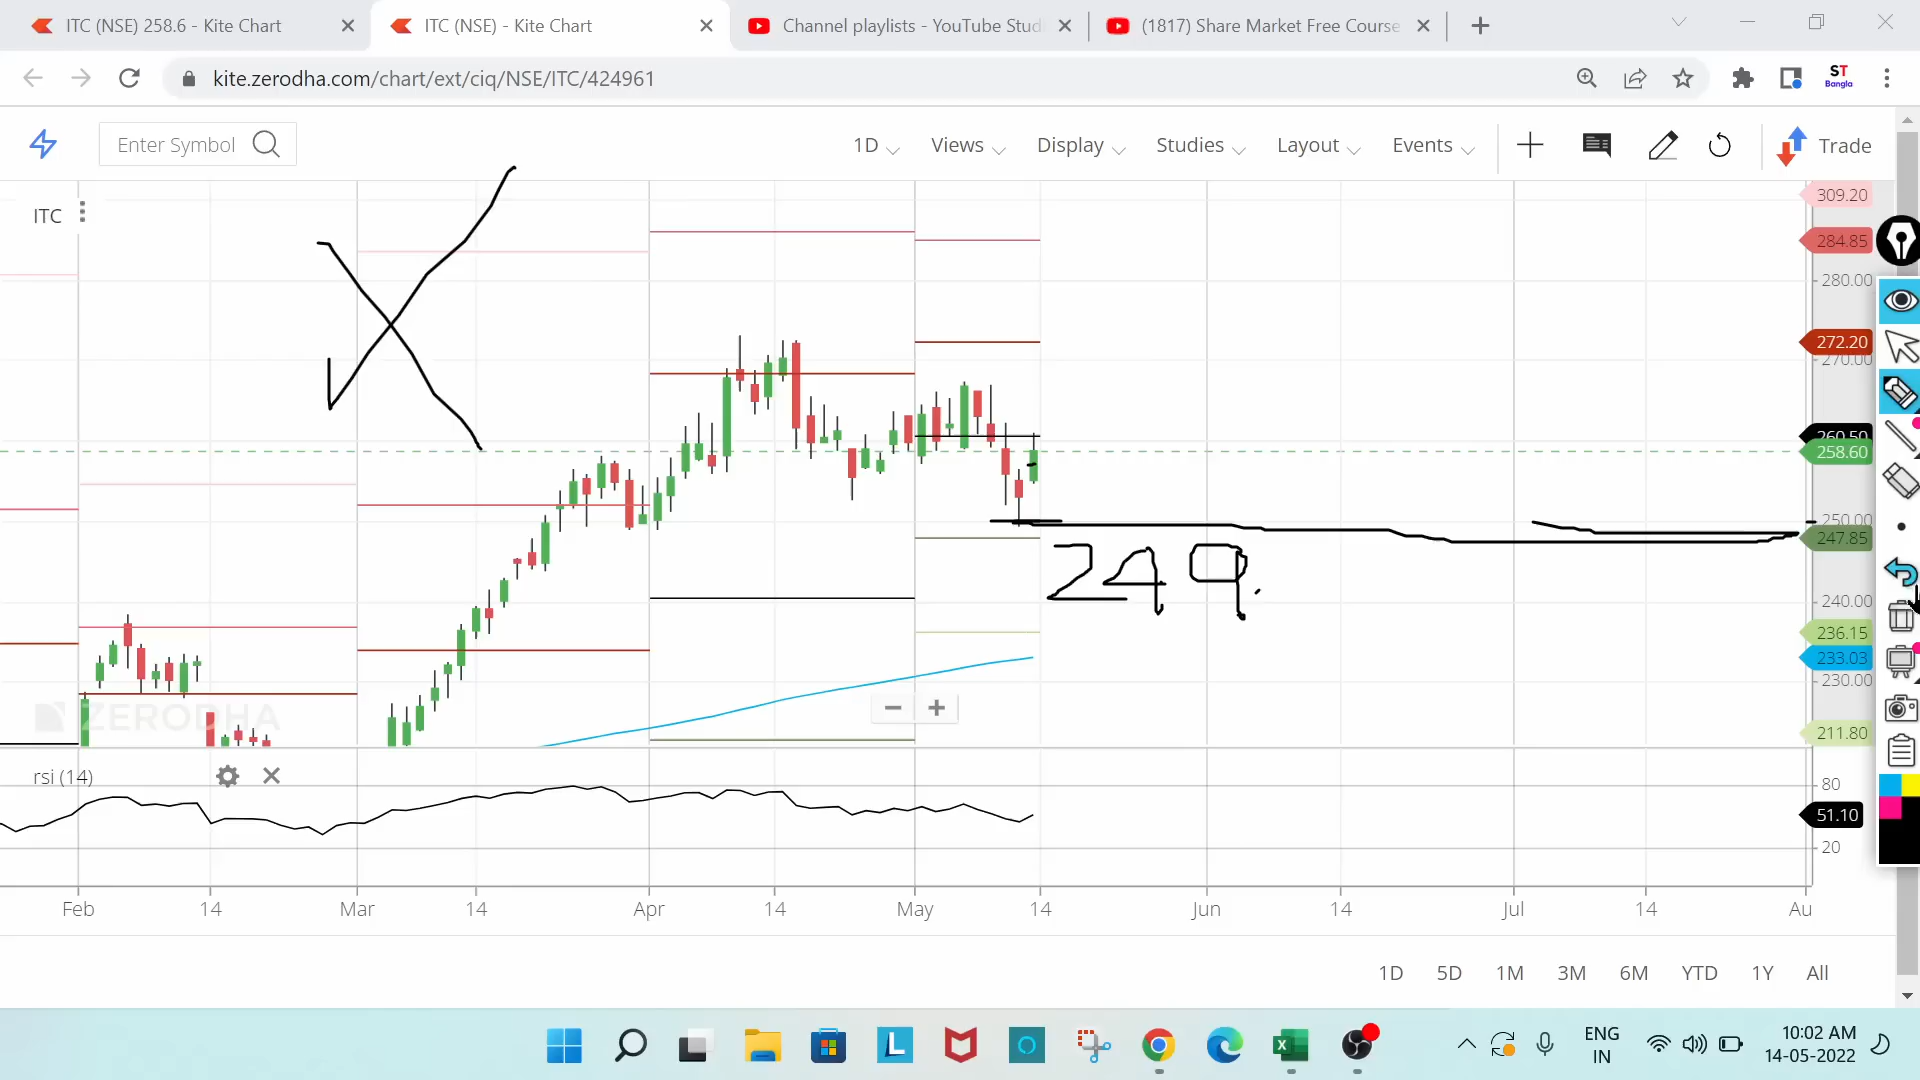 ITC (NSE) 258.6 - Kite Chart
ITC (NSE) - Kite Chart
Channel playlists - YouTube Stud
(1817) Share Market Free Course
kite.zerodha.com/chart/ext/ciq/NSE/ITC/424961
ST
Bangla
Enter Symbol
1D
Views
Display
Studies
Layout
Events
Trade
ITC
309.20
284.85
280.00
272.20
270.00
260.50
258.60
250.00
247.85
249.
240.00
236.15
233.03
230.00
ZERODHA
211.80
rsi (14)
80
51.10
20
Feb 14 Mar 14 Apr 14 May 14 Jun 14 Jul 14 Au
1D 5D 1M 3M 6M YTD 1Y All
L
ENG
IN
10:02 AM
14-05-2022